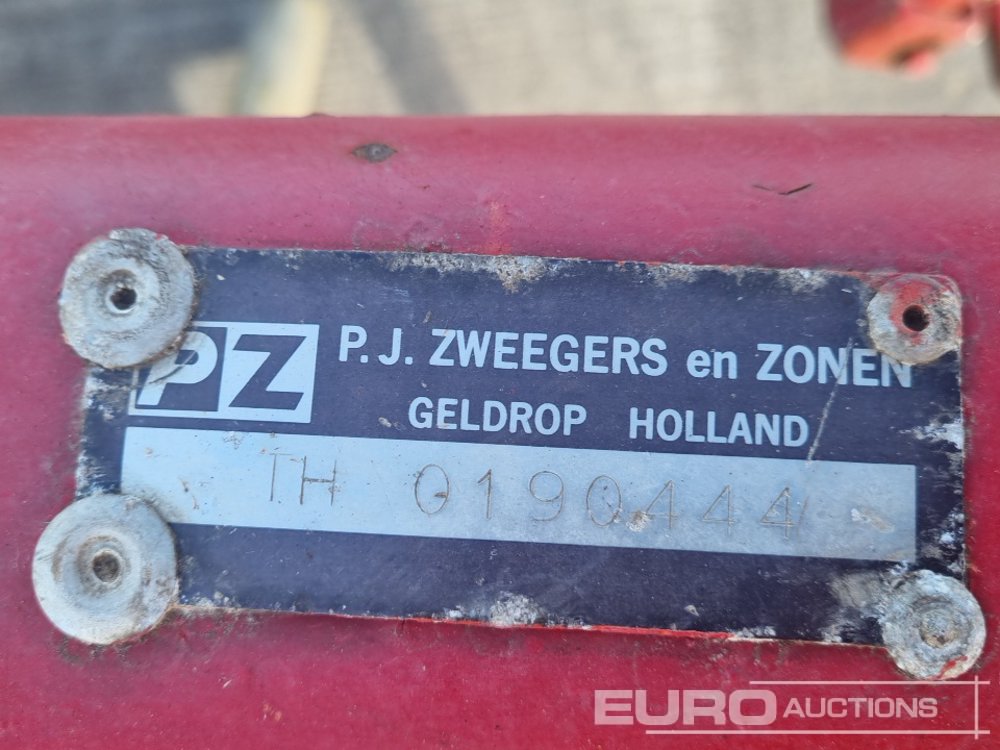 PZ
P.J. ZWEEGERS en ZONEN
GELDROP HOLLAND
TH 0190444
EURO AUCTIONS